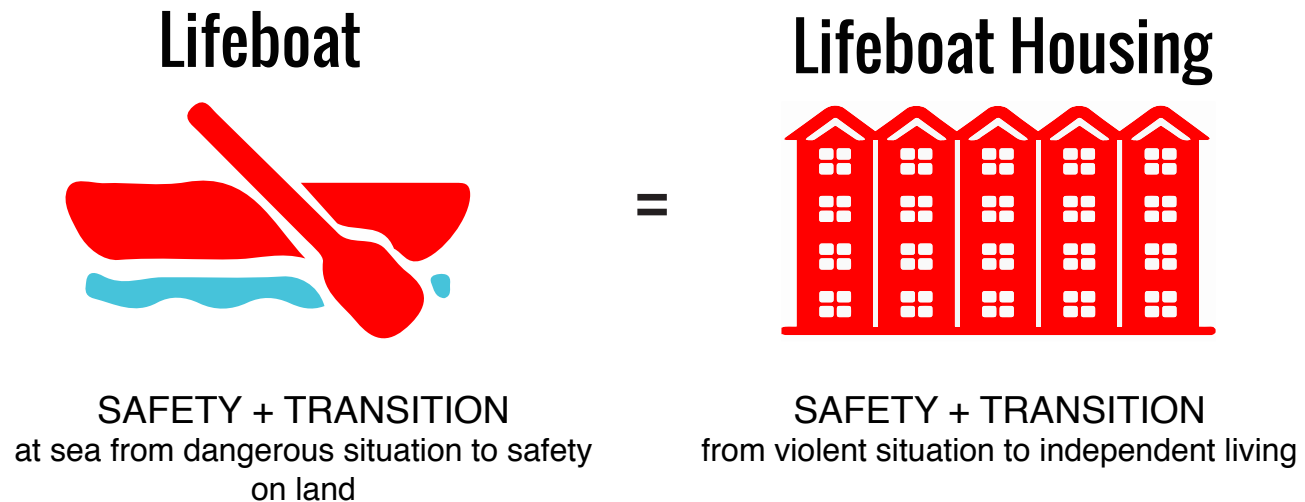 Lifeboat
SAFETY + TRANSITION
at sea from dangerous situation to safety
on land
=
Lifeboat Housing
SAFETY + TRANSITION
from violent situation to independent living